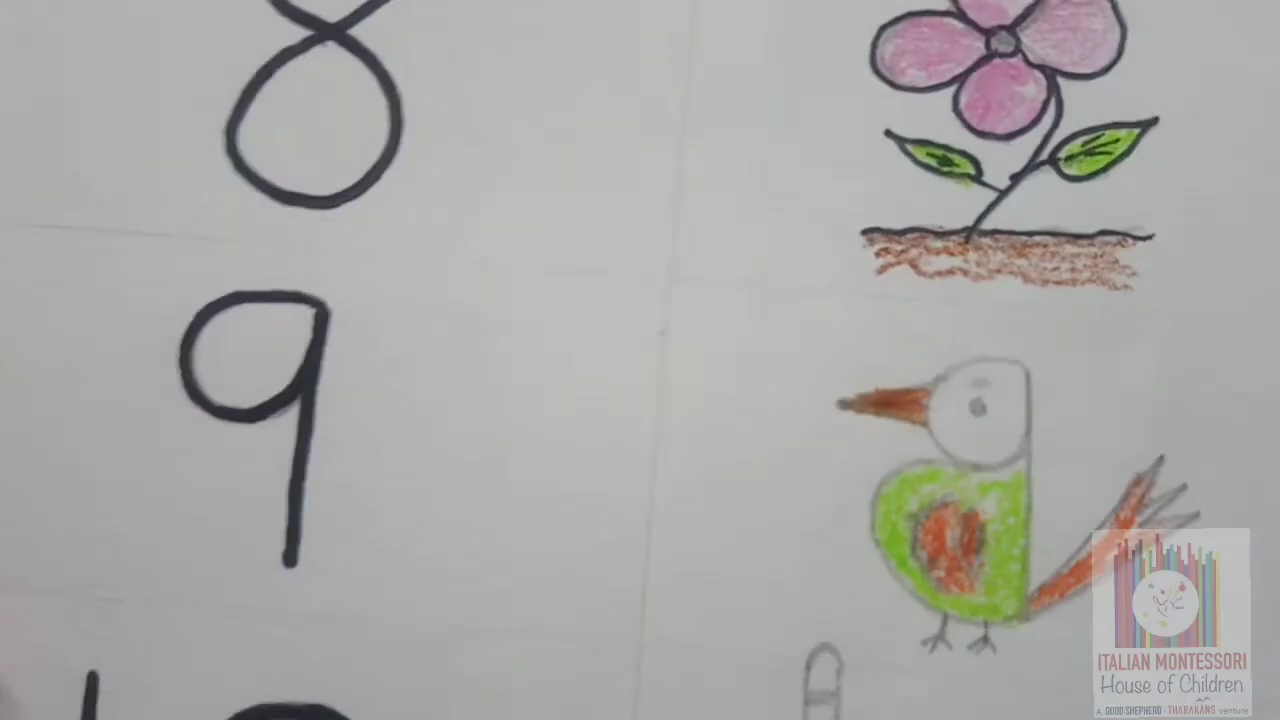 8
9
ITALIAN MONTESSORI
House of Children
A GOOD SHEPHERD - THARAKANS venture